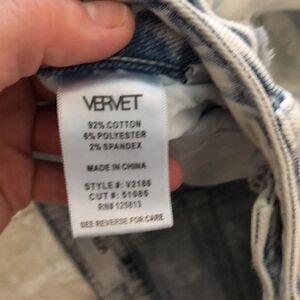 VERVET
92% COTTON
6% POLYESTER
2% SPANDEX
MADE IN CHINA
STYLE #: V2186
CUT #: 51085
RN# 125813
SEE REVERSE FOR CARE